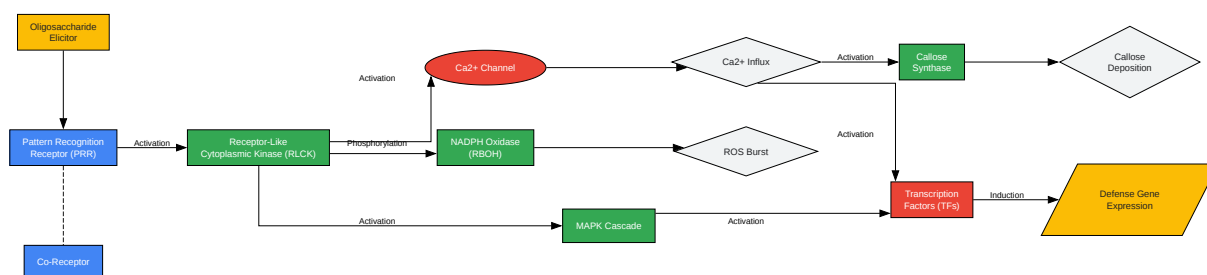 Oligosaccharide
Elicitor
Ca2+ Channel
Activation
Ca2+ Influx
Activation
Callose
Synthase
Callose
Deposition
Pattern Recognition
Receptor (PRR)
Activation
Receptor-Like
Cytoplasmic Kinase (RLCK)
Phosphorylation
NADPH Oxidase
(RBOH)
ROS Burst
Activation
Transcription
Factors (TFs)
Induction
Defense Gene
Expression
Activation
MAPK Cascade
Activation
Co-Receptor